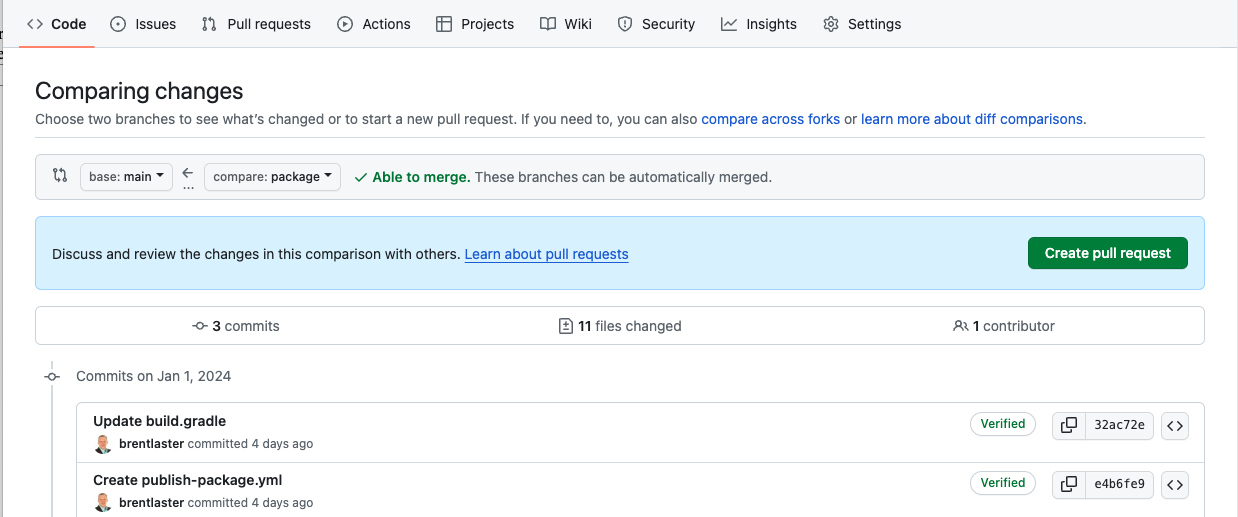 Code Issues Pull requests Actions Projects Wiki Security Insights Settings
Comparing changes
Choose two branches to see what's changed or to start a new pull request. If you need to, you can also compare across forks or learn more about diff comparisons.
base: main ← ... compare: package Able to merge. These branches can be automatically merged.
Discuss and review the changes in this comparison with others. Learn about pull requests Create pull request
3 commits 11 files changed 1 contributor
Commits on Jan 1, 2024
Update build.gradle Verified 32ac72e
brentlaster committed 4 days ago
Create publish-package.yml Verified e4b6fe9
brentlaster committed 4 days ago